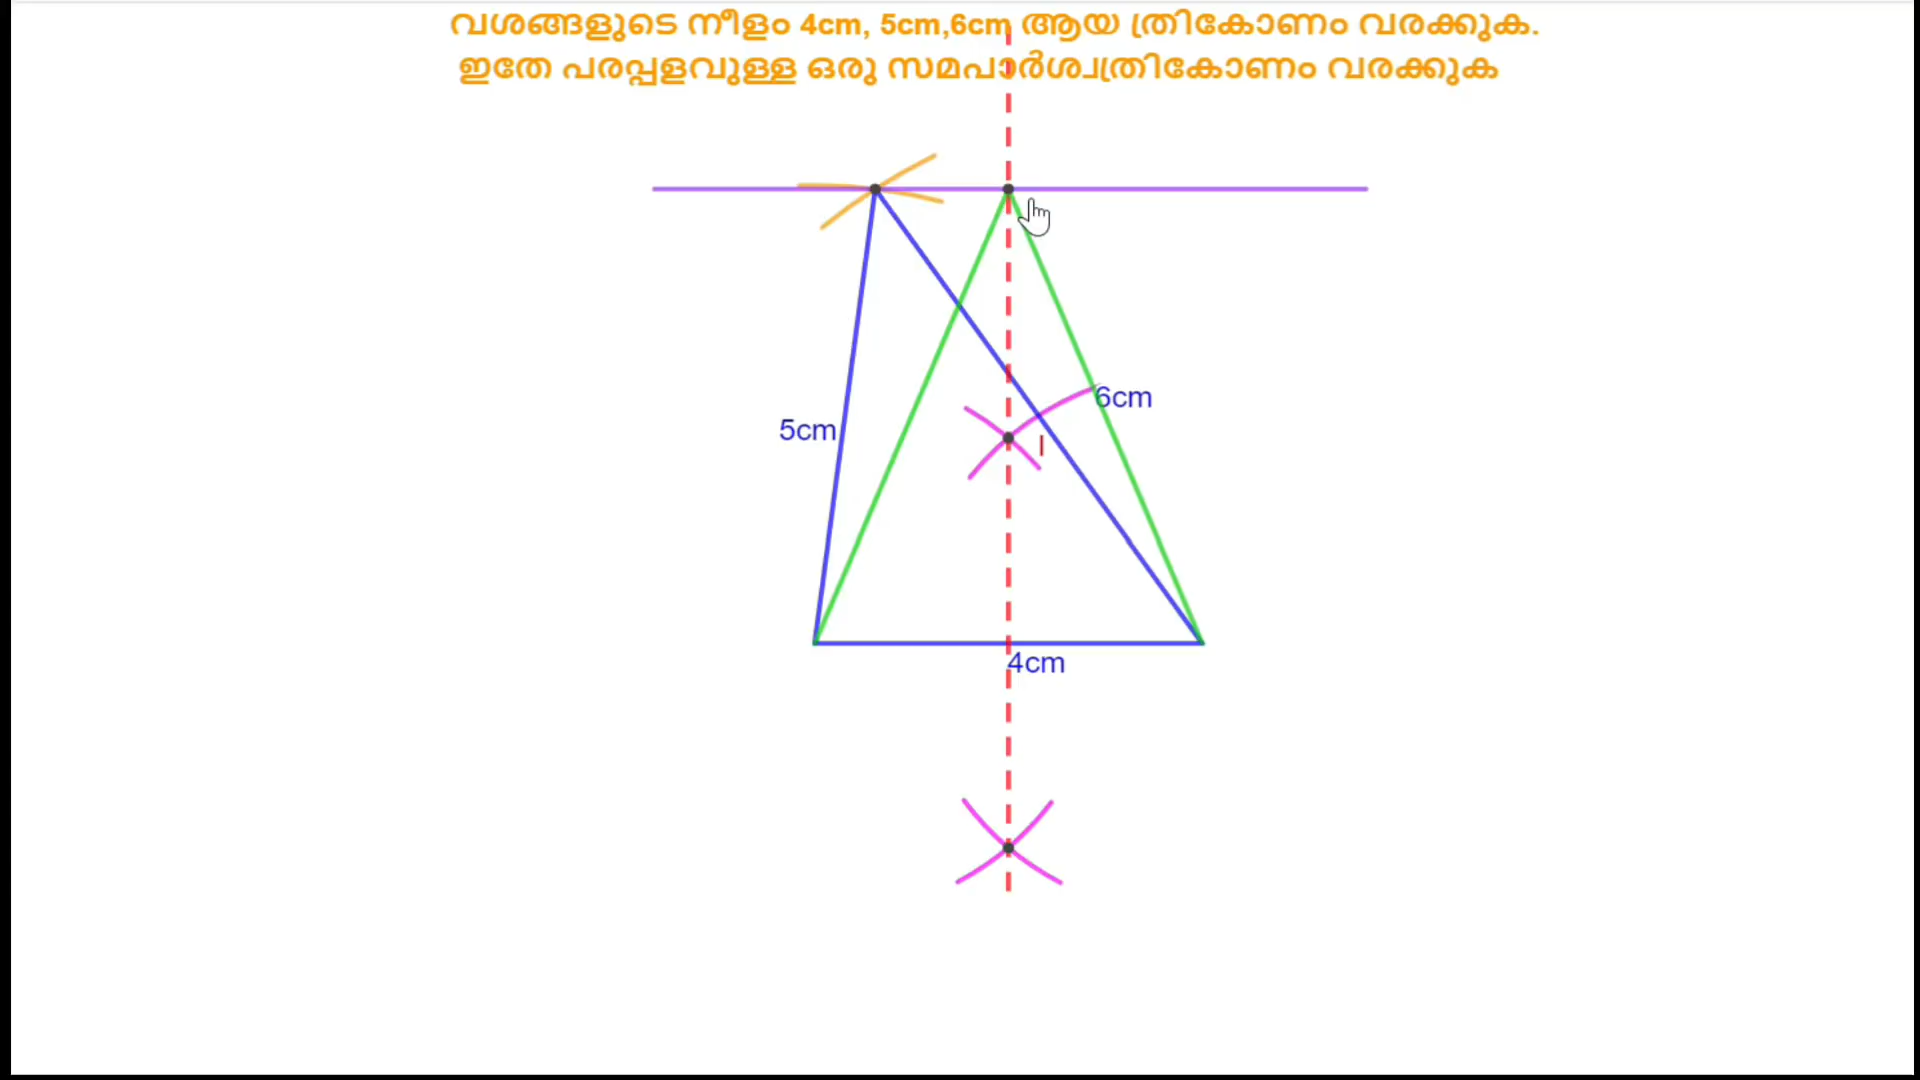 വശങ്ങളുടെ നീളം 4cm, 5cm,6cm ആയ ത്രികോണം വരക്കുക.
ഇതേ പരപ്പളവുള്ള ഒരു സമപാർശ്വത്രികോണം വരക്കുക
6cm
5cm
l
4cm